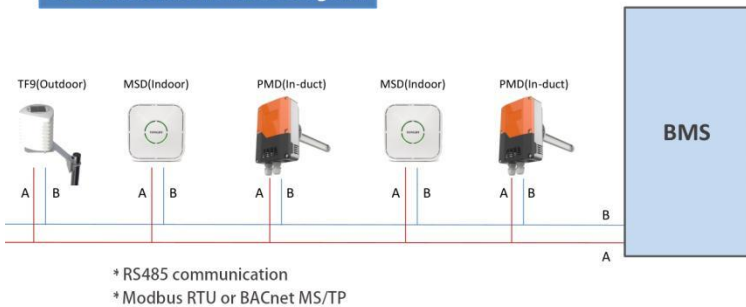 TF9(Outdoor) MSD(Indoor) PMD(In-duct) MSD(Indoor) PMD(In-duct)
BMS
A B A B A B A B A B
B
A
* RS485 communication
* Modbus RTU or BACnet MS/TP